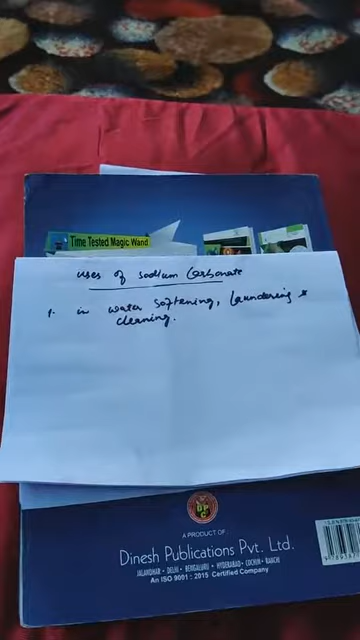 Time Tested Magic Wand
uses of sodium Carbonate
1. in water softening, laundering &
cleaning.
A PRODUCT OF
Dinesh Publications Pvt. Ltd.
JALANDHAR • DELHI • BENGALURU • HYDERABAD • COCHIN • RANCHI
An ISO 9001 : 2015 Certified Company